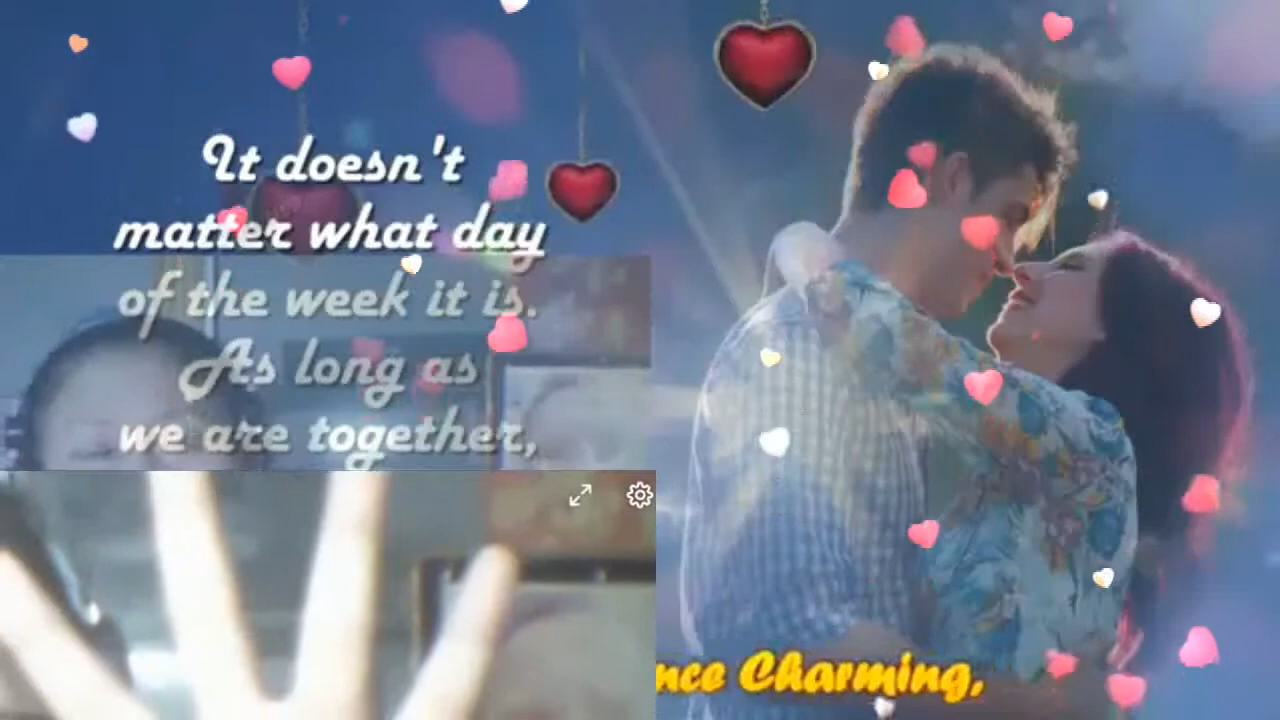 It doesn't
matter what day
of the week it is.
As long as
we are together,
Charming,